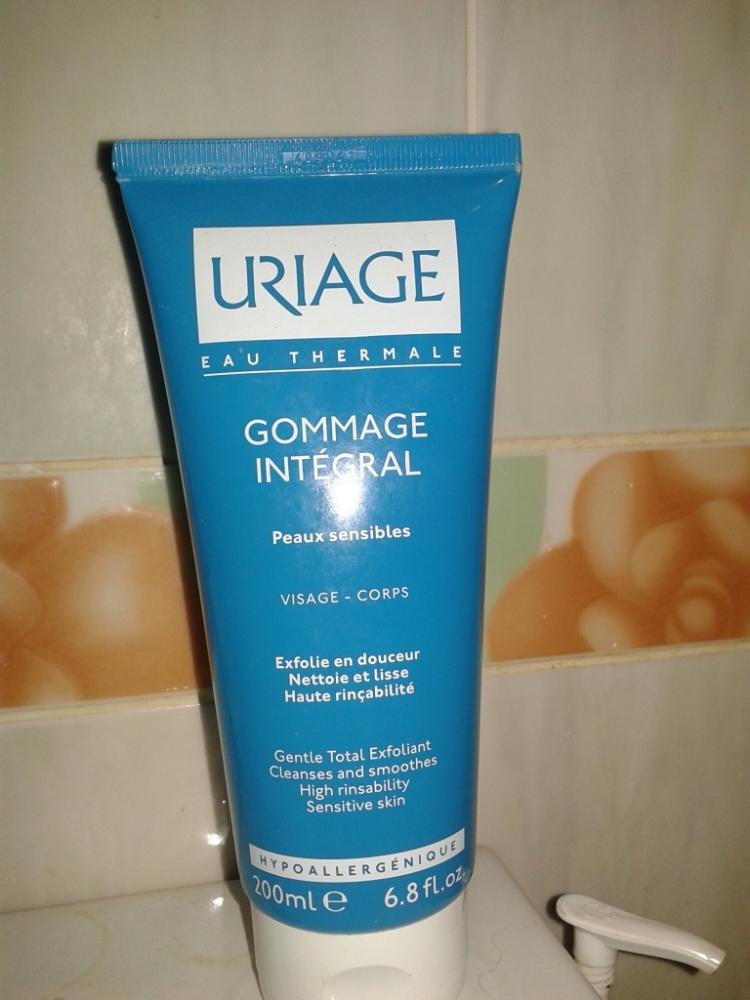 URIAGE
EAU THERMALE
GOMMAGE
INTÉGRAL
Peaux sensibles
VISAGE - CORPS
Exfolie en douceur
Nettoie et lisse
Haute rinçabilité
Gentle Total Exfoliant
Cleanses and smoothes
High rinsability
Sensitive skin
HYPOALLERGÉNIQUE
200ml e 6.8 fl.oz.